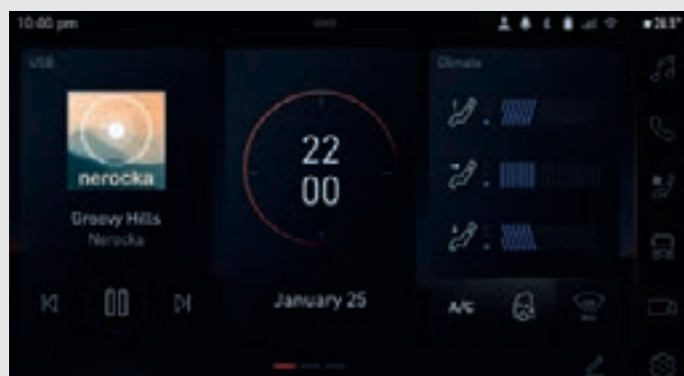 10:00 pm
USB
Climate
nerocka
Groovy Hills
Nerocka
22
00
January 25
A/C